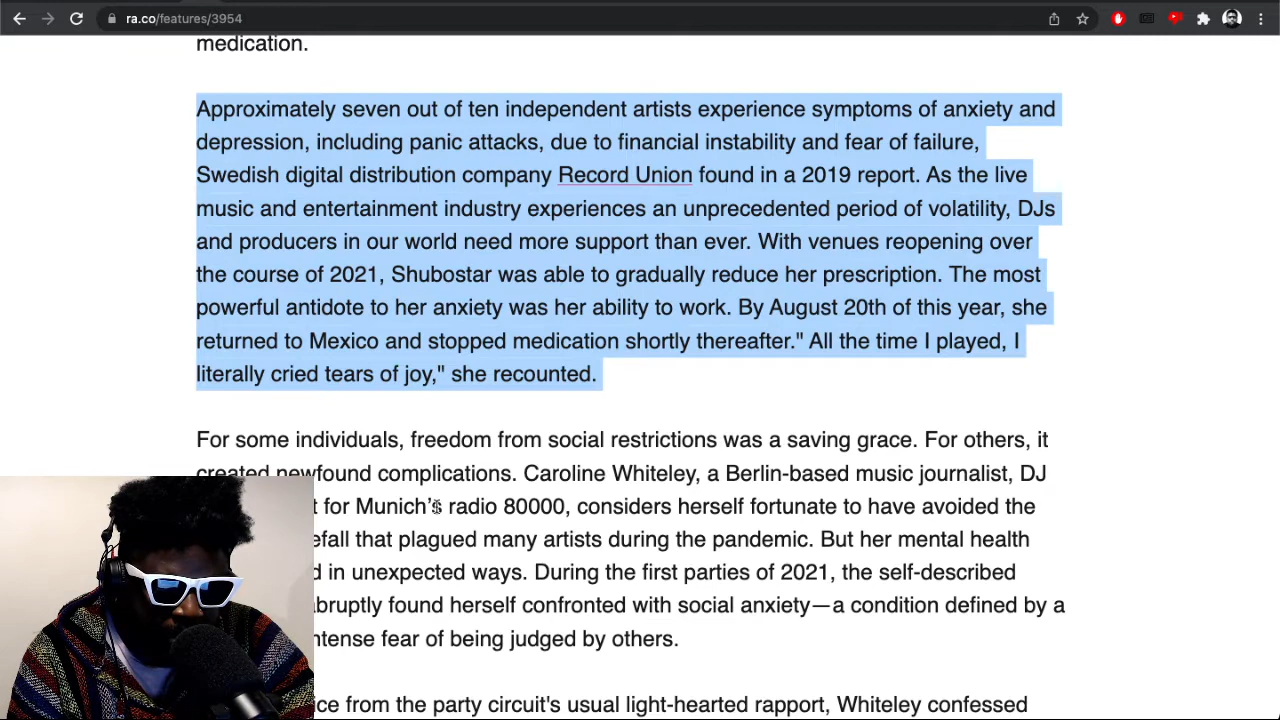 ra.co/features/3954
medication.
Approximately seven out of ten independent artists experience symptoms of anxiety and
depression, including panic attacks, due to financial instability and fear of failure,
Swedish digital distribution company Record Union found in a 2019 report. As the live
music and entertainment industry experiences an unprecedented period of volatility, DJs
and producers in our world need more support than ever. With venues reopening over
the course of 2021, Shubostar was able to gradually reduce her prescription. The most
powerful antidote to her anxiety was her ability to work. By August 20th of this year, she
returned to Mexico and stopped medication shortly thereafter." All the time I played, I
literally cried tears of joy," she recounted.
For some individuals, freedom from social restrictions was a saving grace. For others, it
created newfound complications. Caroline Whiteley, a Berlin-based music journalist, DJ
for Munich's radio 80000, considers herself fortunate to have avoided the
that plagued many artists during the pandemic. But her mental health
in unexpected ways. During the first parties of 2021, the self-described
abruptly found herself confronted with social anxiety—a condition defined by a
intense fear of being judged by others.
from the party circuit's usual light-hearted rapport, Whiteley confessed